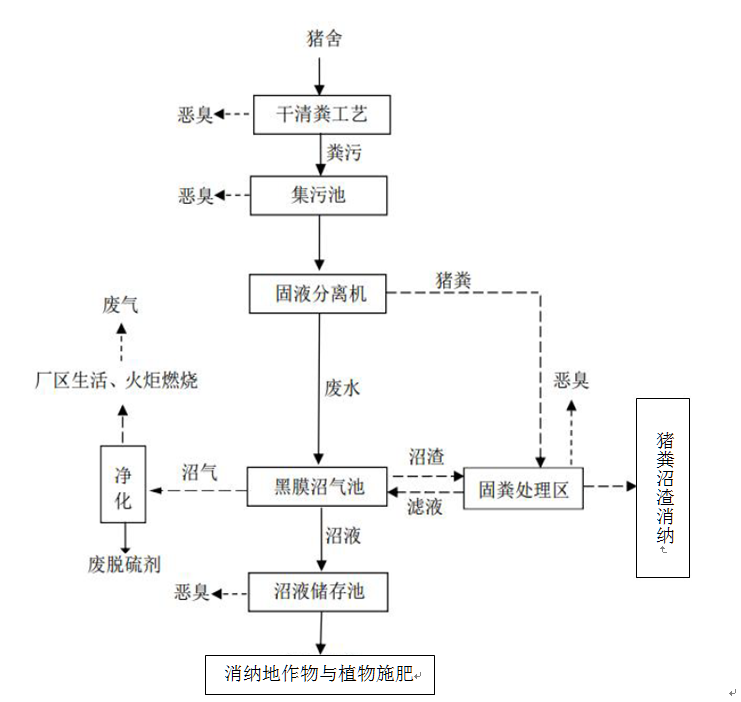 猪舍
恶臭
干清粪工艺
粪污
恶臭
集污池
固液分离机
猪粪
废气
厂区生活、火炬燃烧
废水
恶臭
净化
沼气
黑膜沼气池
沼渣
滤液
固粪处理区
猪粪沼渣消纳
废脱硫剂
沼液
恶臭
沼液储存池
消纳地作物与植物施肥